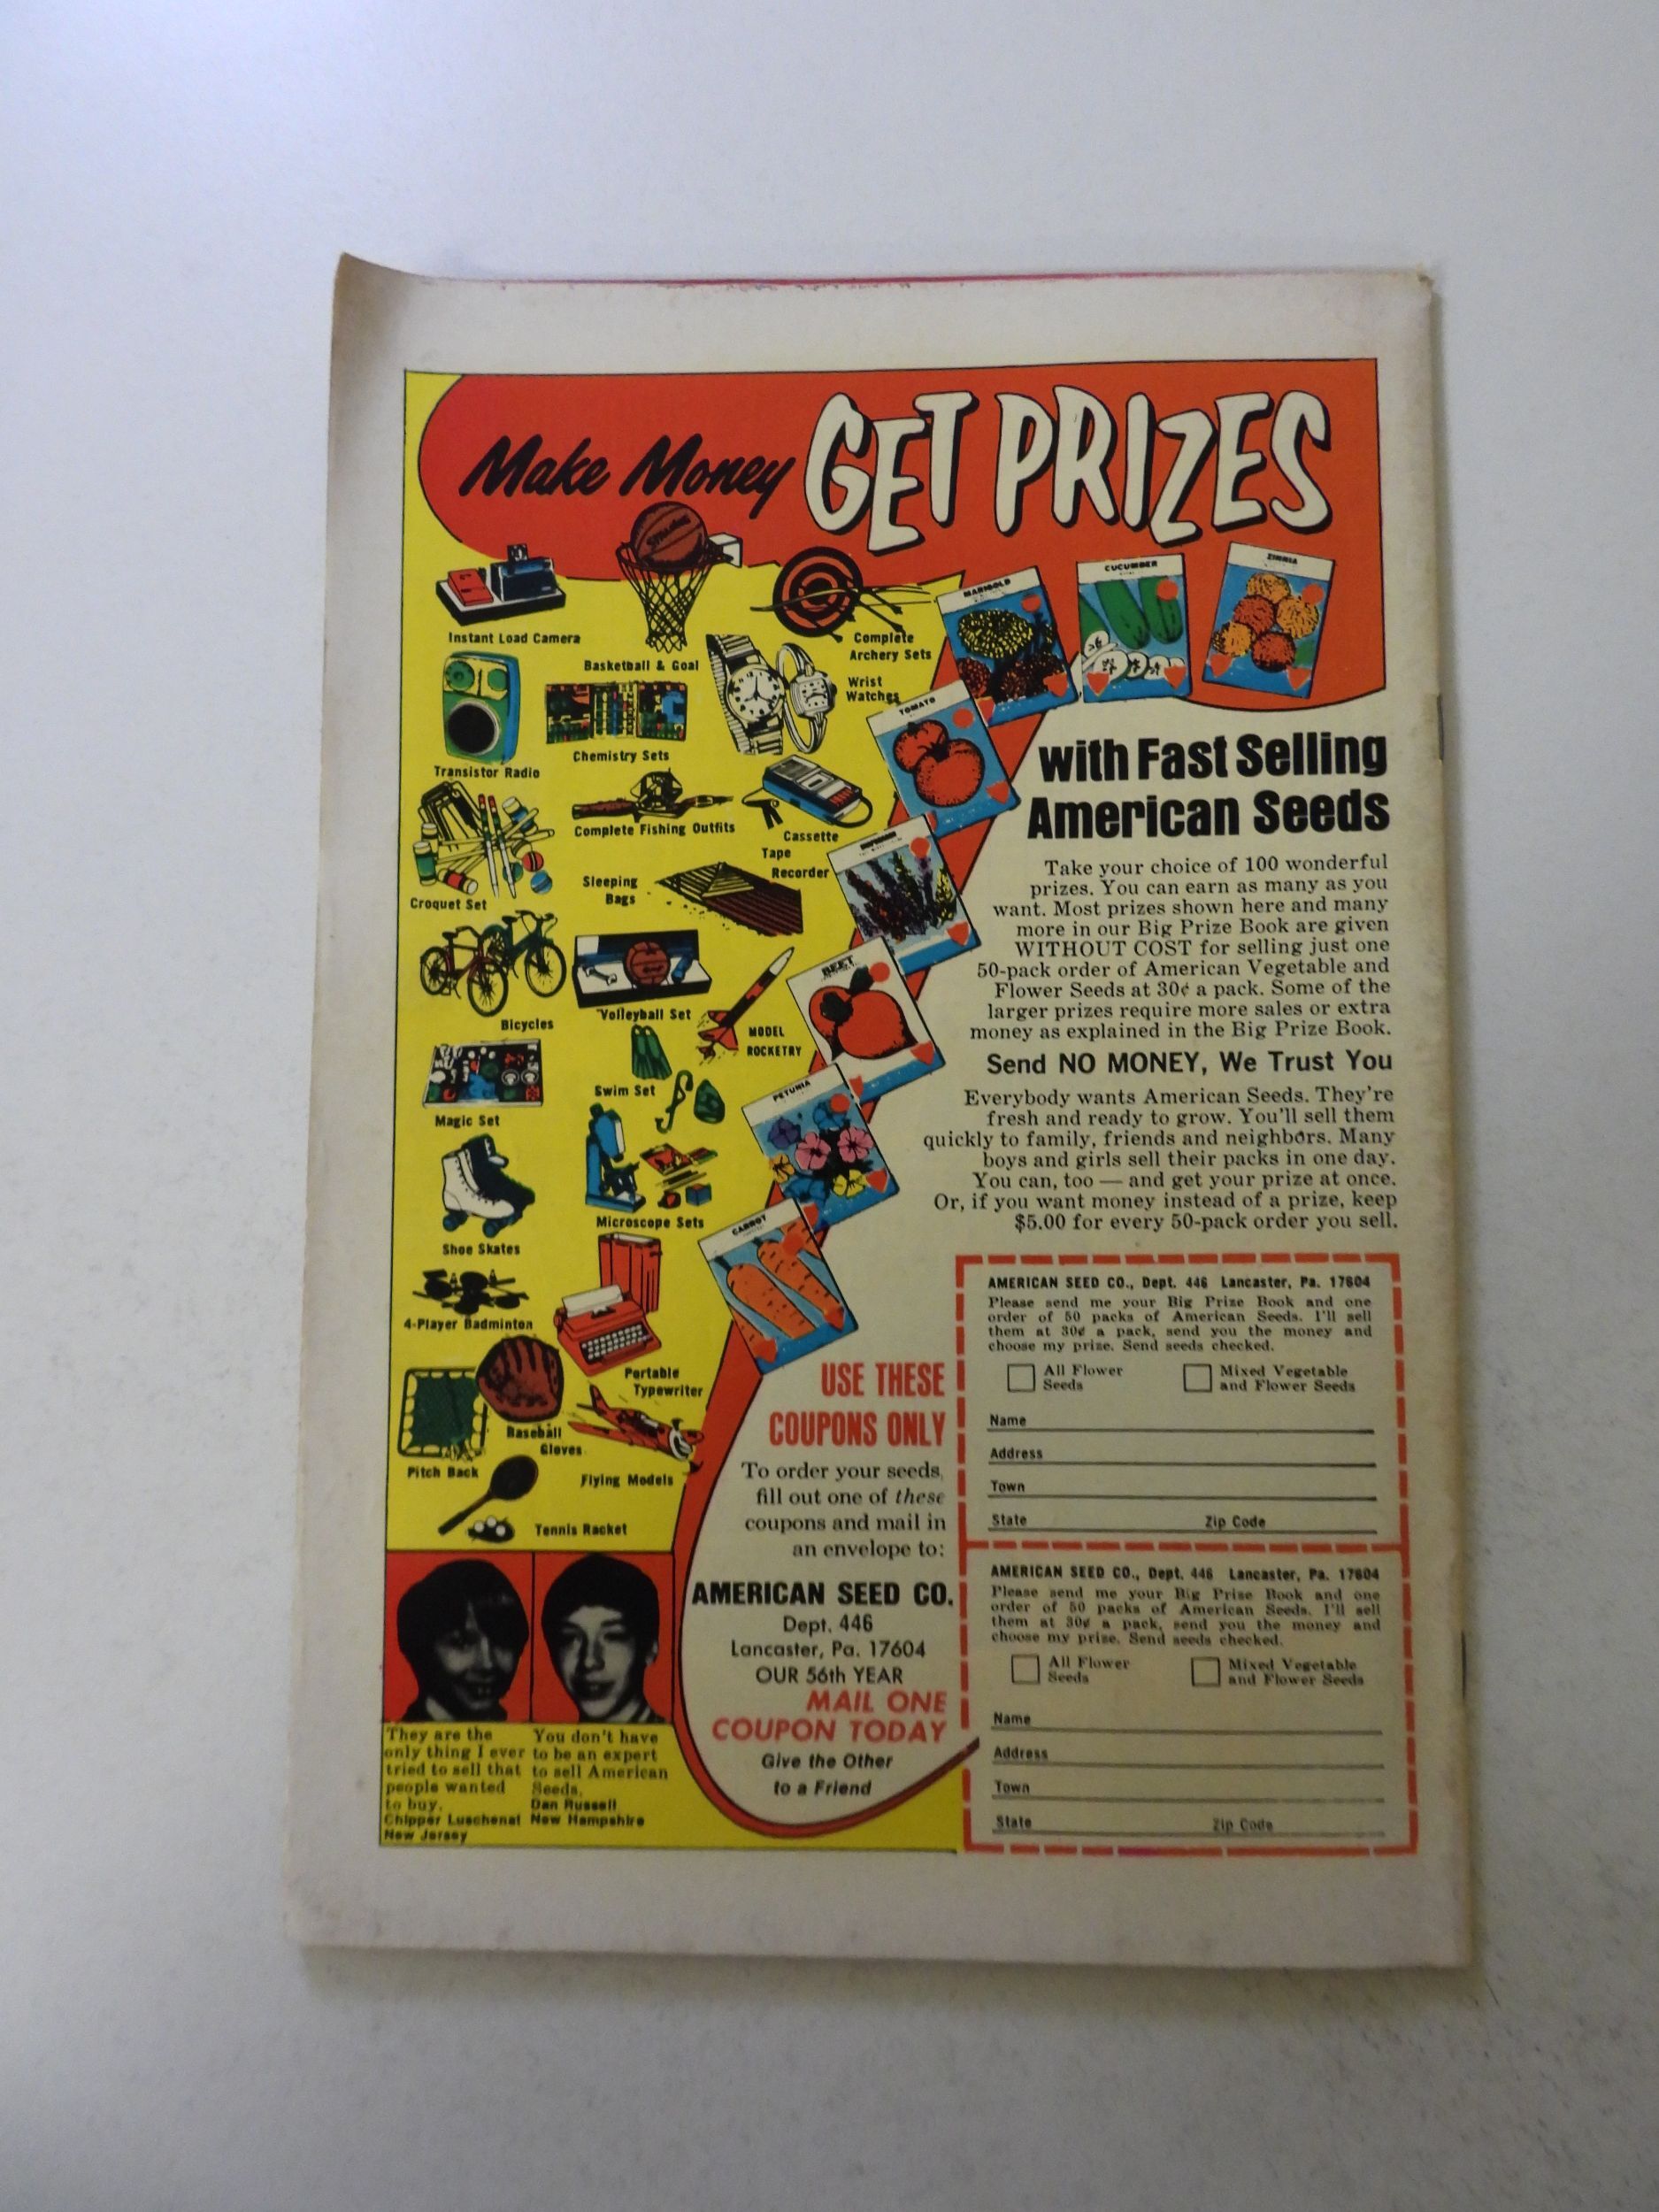 Make Money GET PRIZES
SPALDING
Instant Load Camera
Basketball & Goal
Complete
Archery Sets
MARIGOLD
CUCUMBER
ZINNIA
Transistor Radio
Chemistry Sets
Wrist
Watches
TOMATO
Croquet Set
Complete Fishing Outfits
Cassette
Tape
Recorder
Sleeping
Bags
Bicycles
Volleyball Set
MODEL
ROCKETRY
BEET
Magic Set
Swim Set
PETUNIA
Shoe Skates
Microscope Sets
CARROT
4-Player Badminton
Portable
Typewriter
Pitch Back
Baseball
Gloves
Flying Models
Tennis Racket
with Fast Selling
American Seeds
Take your choice of 100 wonderful
prizes. You can earn as many as you
want. Most prizes shown here and many
more in our Big Prize Book are given
WITHOUT COST for selling just one
50-pack order of American Vegetable and
Flower Seeds at 30¢ a pack. Some of the
larger prizes require more sales or extra
money as explained in the Big Prize Book.
Send NO MONEY, We Trust You
Everybody wants American Seeds. They're
fresh and ready to grow. You'll sell them
quickly to family, friends and neighbors. Many
boys and girls sell their packs in one day.
You can, too — and get your prize at once.
Or, if you want money instead of a prize, keep
$5.00 for every 50-pack order you sell.
USE THESE
COUPONS ONLY
To order your seeds,
fill out one of these
coupons and mail in
an envelope to:
AMERICAN SEED CO.
Dept. 446
Lancaster, Pa. 17604
OUR 56th YEAR
MAIL ONE
COUPON TODAY
Give the Other
to a Friend
They are the
only thing I ever
tried to sell that
people wanted
to buy.
Chipper Luschenat
New Jersey
You don't have
to be an expert
to sell American
Seeds.
Dan Russell
New Hampshire
AMERICAN SEED CO., Dept. 446 Lancaster, Pa. 17604
Please send me your Big Prize Book and one
order of 50 packs of American Seeds. I'll sell
them at 30¢ a pack, send you the money and
choose my prize. Send seeds checked.
All Flower
Seeds
Mixed Vegetable
and Flower Seeds
Name
Address
Town
State Zip Code
AMERICAN SEED CO., Dept. 446 Lancaster, Pa. 17604
Please send me your Big Prize Book and one
order of 50 packs of American Seeds. I'll sell
them at 30¢ a pack, send you the money and
choose my prize. Send seeds checked.
All Flower
Seeds
Mixed Vegetable
and Flower Seeds
Name
Address
Town
State Zip Code